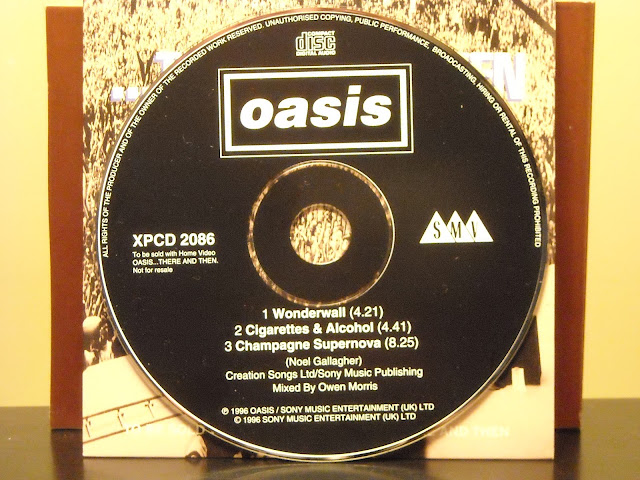 ALL RIGHTS OF THE PRODUCER AND OF THE OWNER OF THE RECORDED WORK RESERVED. UNAUTHORISED COPYING, PUBLIC PERFORMANCE, BROADCASTING, HIRING OR RENTAL OF THIS RECORDING PROHIBITED
COMPACT
disc
DIGITAL AUDIO
oasis
XPCD 2086
To be sold with Home Video
OASIS...THERE AND THEN.
Not for resale
SMV
1 Wonderwall (4.21)
2 Cigarettes & Alcohol (4.41)
3 Champagne Supernova (8.25)
(Noel Gallagher)
Creation Songs Ltd/Sony Music Publishing
Mixed By Owen Morris
℗ 1996 OASIS / SONY MUSIC ENTERTAINMENT (UK) LTD
© 1996 SONY MUSIC ENTERTAINMENT (UK) LTD
AND THEN